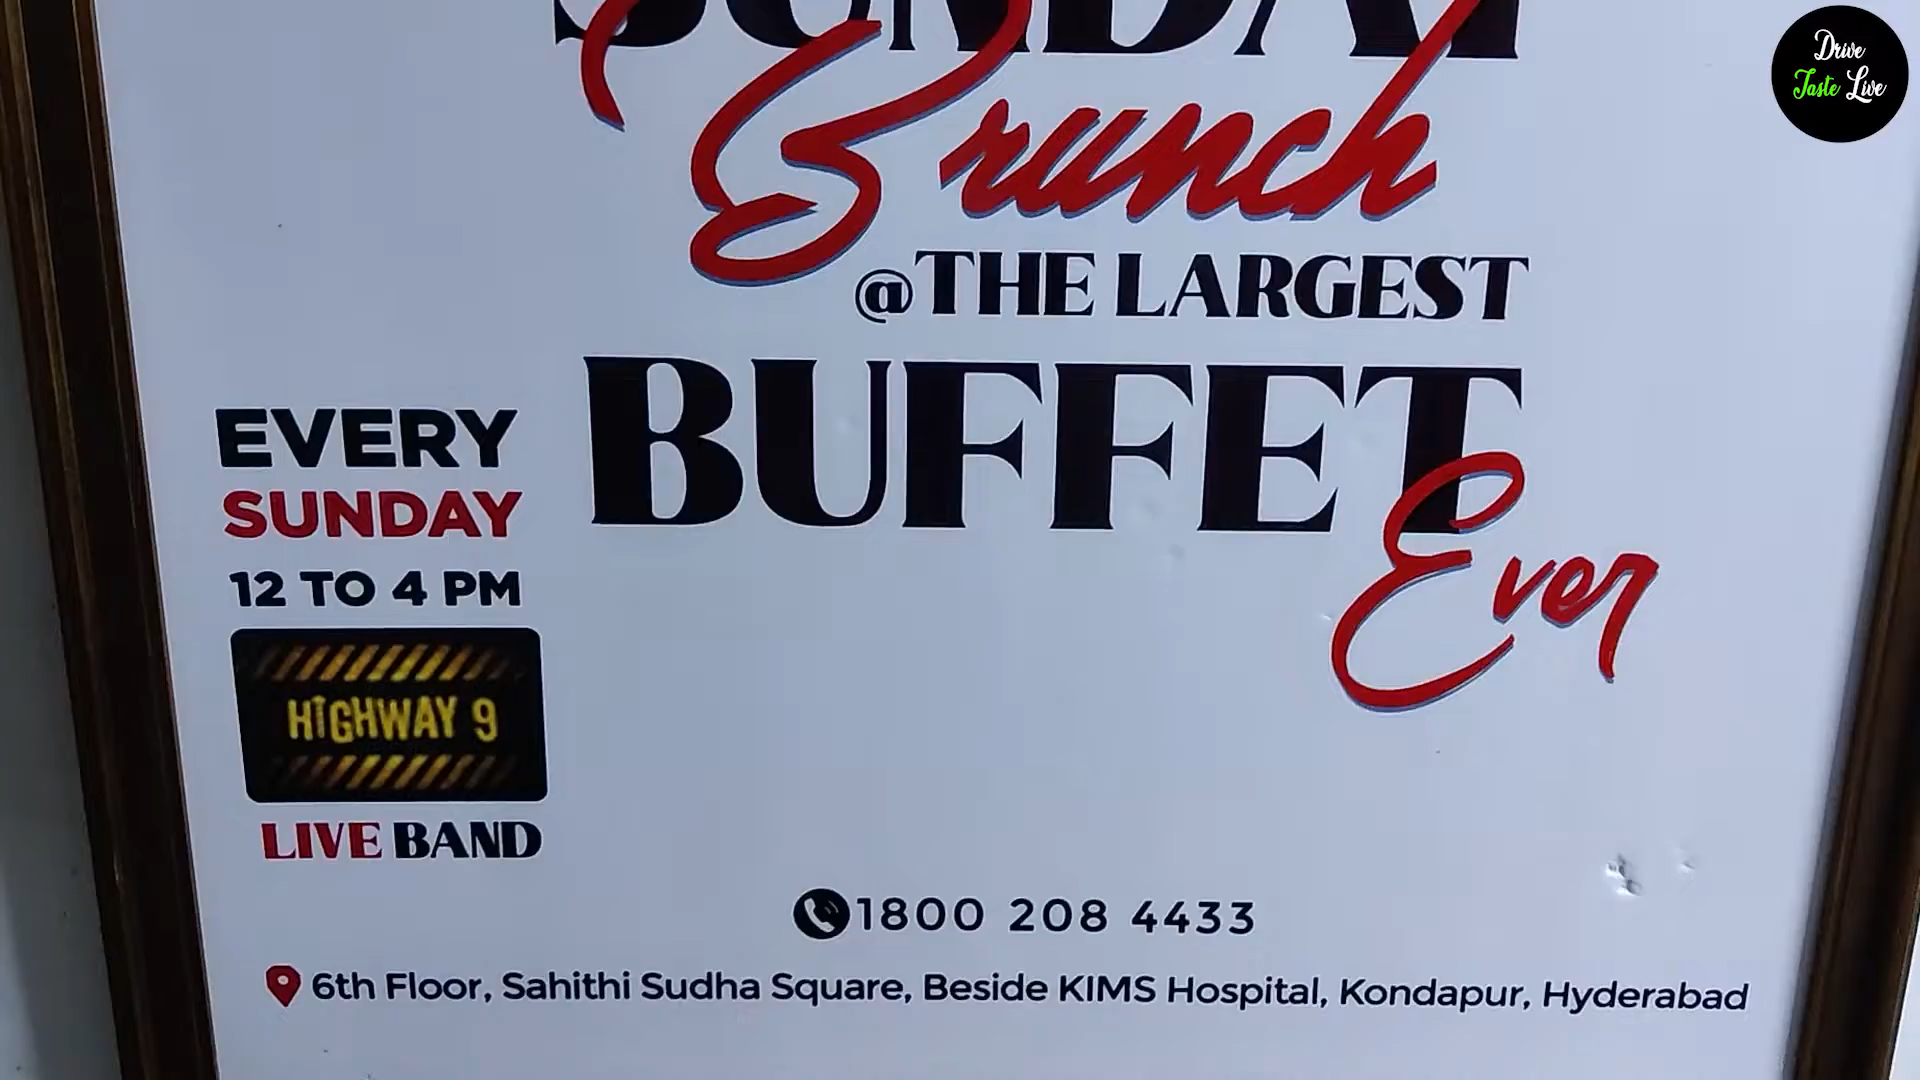 SUNDAY
Brunch
@THE LARGEST
BUFFET
Ever
EVERY
SUNDAY
12 TO 4 PM
HIGHWAY 9
LIVE BAND
1800 208 4433
6th Floor, Sahithi Sudha Square, Beside KIMS Hospital, Kondapur, Hyderabad
Drive
Taste Live